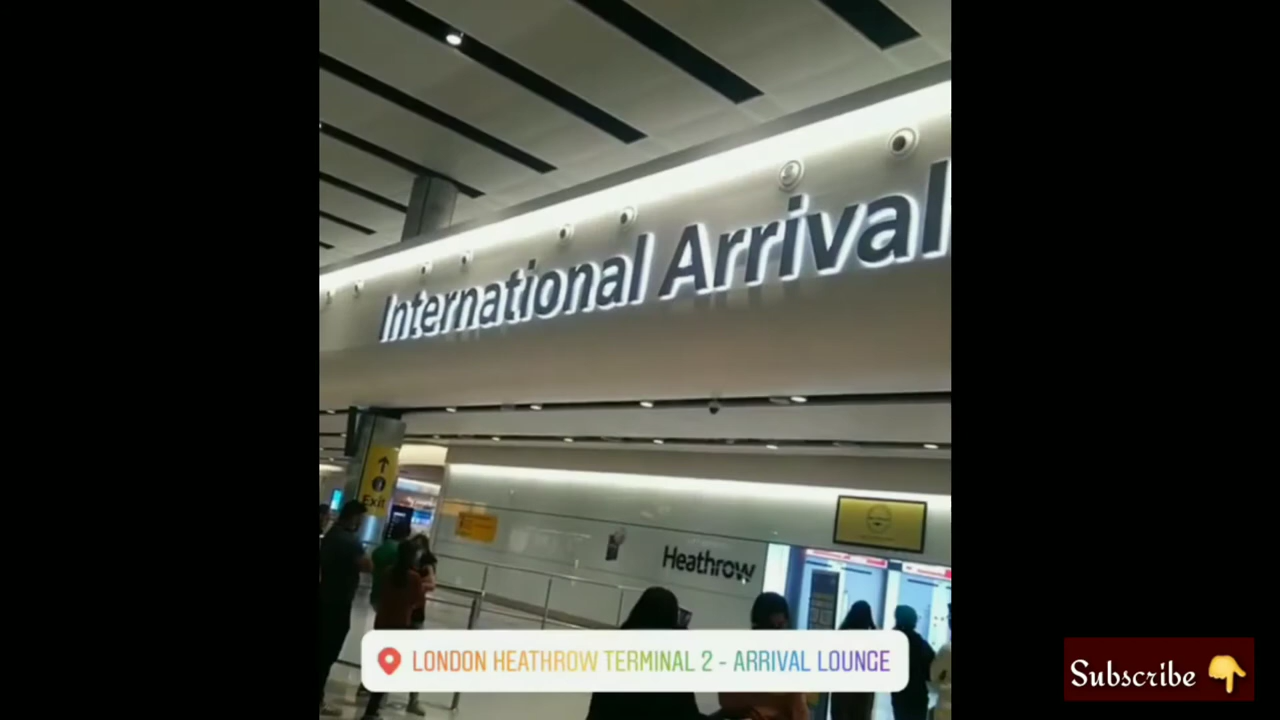 International Arrival
Exit
Heathrow
LONDON HEATHROW TERMINAL 2 - ARRIVAL LOUNGE
Subscribe